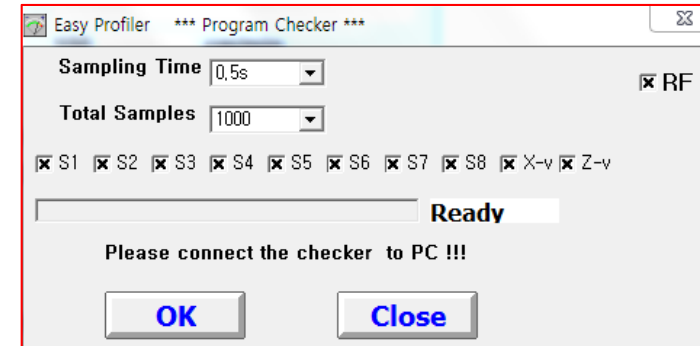 Easy Profiler *** Program Checker ***
Sampling Time 0,5s
RF
Total Samples 1000
S1 S2 S3 S4 S5 S6 S7 S8 X-v Z-v
Ready
Please connect the checker to PC !!!
OK Close